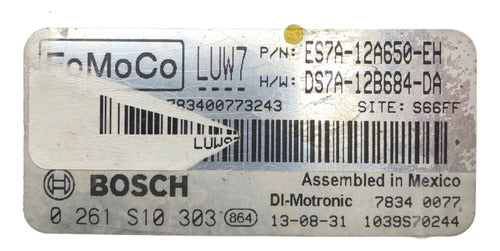 FoMoCo LUW7 P/N: ES7A-12A650-EH
H/W: DS7A-12B684-DA
783400773243 SITE: S66FF
BOSCH Assembled in Mexico
DI-Motronic 7834 0077
0 261 S10 303 864 13-08-31 1039S70244